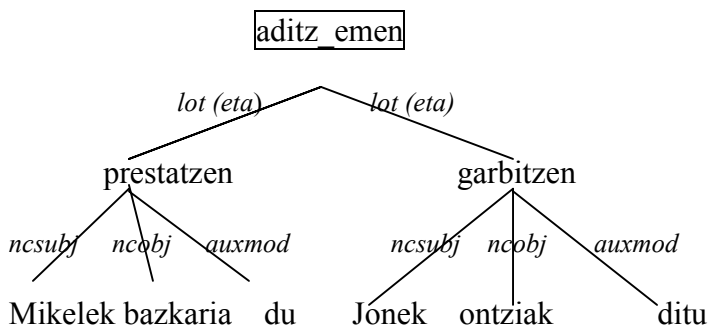 aditz_emen
lot (eta) lot (eta)
prestatzen garbitzen
ncsubj ncobj auxmod ncsubj ncobj auxmod
Mikelek bazkaria du Jonek ontziak ditu